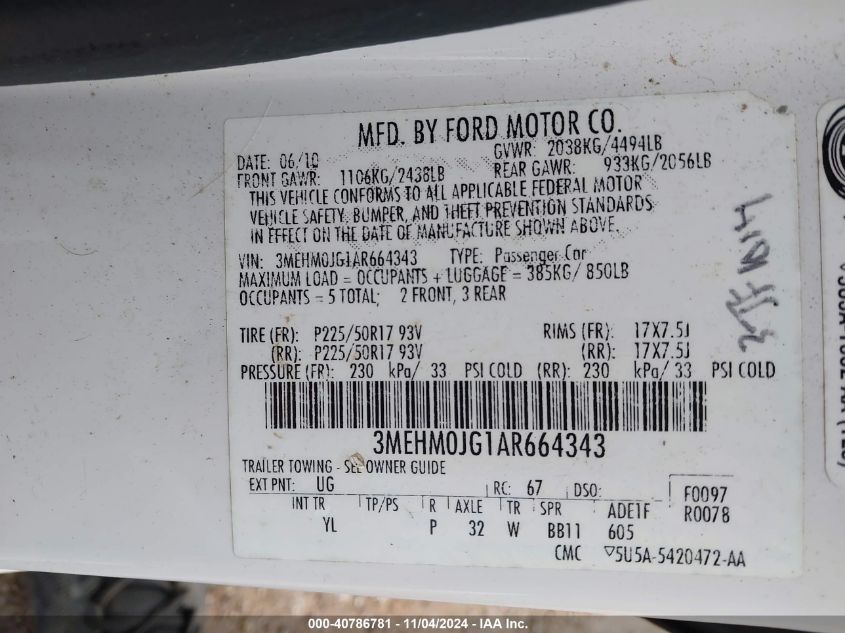 MFD. BY FORD MOTOR CO.
DATE: 06/10 GVWR: 2038KG/4494LB
FRONT GAWR: 1106KG/2438LB REAR GAWR: 933KG/2056LB
THIS VEHICLE CONFORMS TO ALL APPLICABLE FEDERAL MOTOR
VEHICLE SAFETY, BUMPER, AND THEFT PREVENTION STANDARDS
IN EFFECT ON THE DATE OF MANUFACTURE SHOWN ABOVE.
VIN: 3MEHM0JG1AR664343 TYPE: Passenger Car
MAXIMUM LOAD = OCCUPANTS + LUGGAGE = 385KG/ 850LB
OCCUPANTS = 5 TOTAL; 2 FRONT, 3 REAR
TIRE (FR): P225/50R17 93V RIMS (FR): 17X7.5J
(RR): P225/50R17 93V (RR): 17X7.5J
PRESSURE (FR): 230 kPa/ 33 PSI COLD (RR): 230 kPa/ 33 PSI COLD
3MEHM0JG1AR664343
TRAILER TOWING - SEE OWNER GUIDE
EXT PNT: UG RC: 67 DSO: F0097
INT TR TP/PS R AXLE TR SPR ADE1F R0078
YL P 32 W BB11 605
CMC ▽5U5A-5420472-AA
000-40786781 - 11/04/2024 - IAA Inc.